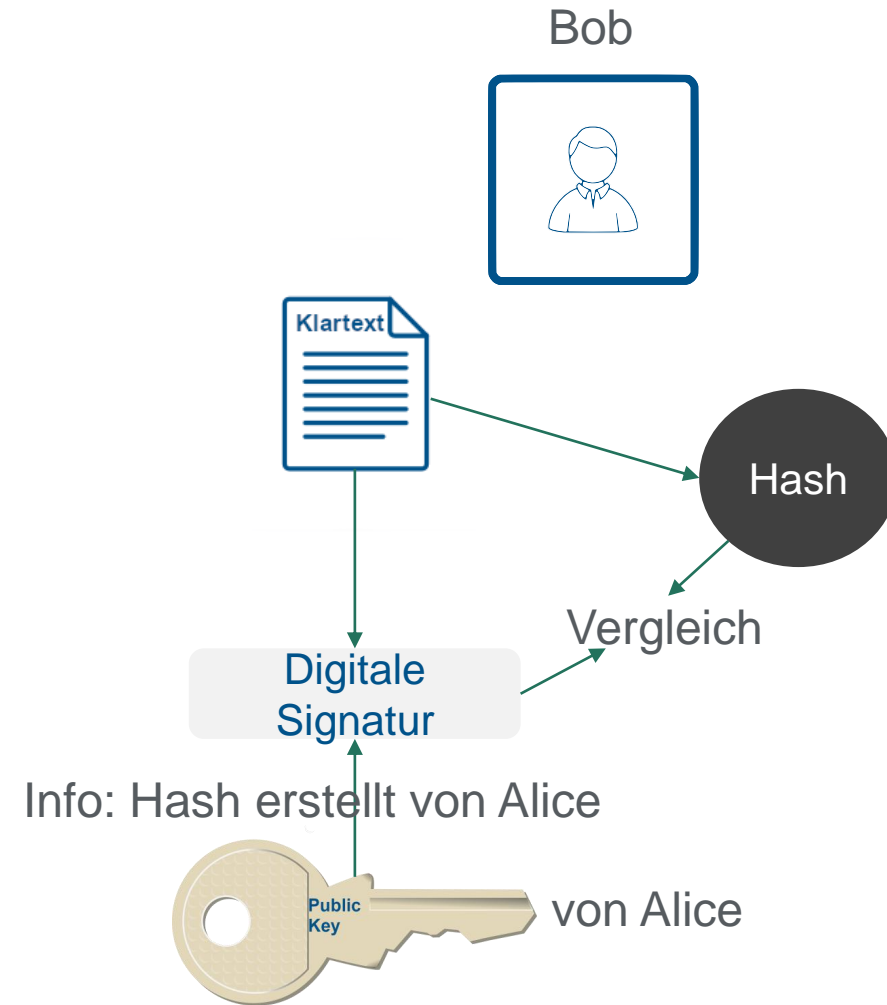 Bob
Klartext
Hash
Vergleich
Digitale
Signatur
Info: Hash erstellt von Alice
Public
Key
von Alice